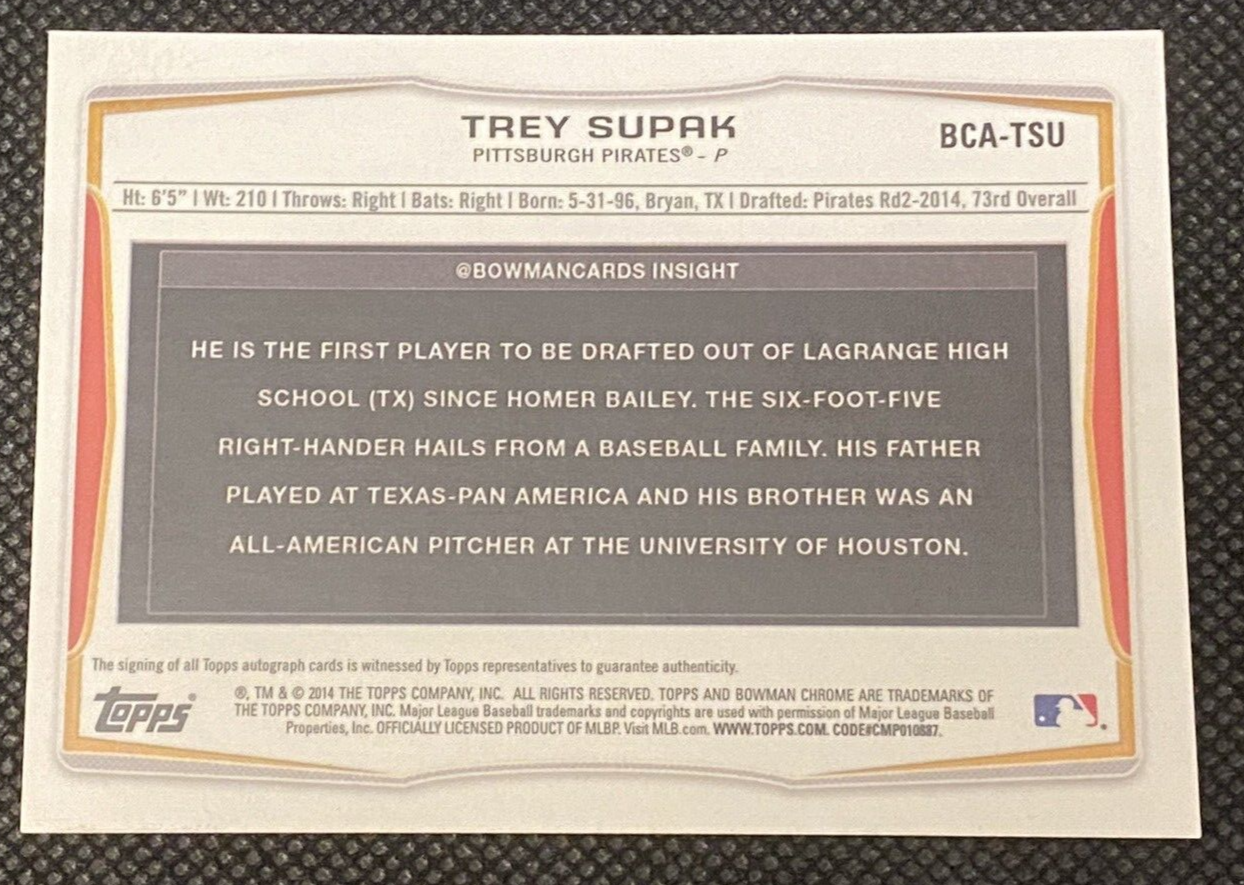 TREY SUPAK
BCA-TSU
PITTSBURGH PIRATES® - P
Ht: 6'5" | Wt: 210 | Throws: Right | Bats: Right | Born: 5-31-96, Bryan, TX | Drafted: Pirates Rd2-2014, 73rd Overall
@BOWMANCARDS INSIGHT
HE IS THE FIRST PLAYER TO BE DRAFTED OUT OF LAGRANGE HIGH
SCHOOL (TX) SINCE HOMER BAILEY. THE SIX-FOOT-FIVE
RIGHT-HANDER HAILS FROM A BASEBALL FAMILY. HIS FATHER
PLAYED AT TEXAS-PAN AMERICA AND HIS BROTHER WAS AN
ALL-AMERICAN PITCHER AT THE UNIVERSITY OF HOUSTON.
The signing of all Topps autograph cards is witnessed by Topps representatives to guarantee authenticity.
Topps®
®, TM & © 2014 THE TOPPS COMPANY, INC. ALL RIGHTS RESERVED. TOPPS AND BOWMAN CHROME ARE TRADEMARKS OF
THE TOPPS COMPANY, INC. Major League Baseball trademarks and copyrights are used with permission of Major League Baseball
Properties, Inc. OFFICIALLY LICENSED PRODUCT OF MLBP. Visit MLB.com. WWW.TOPPS.COM. CODE#CMP010887.